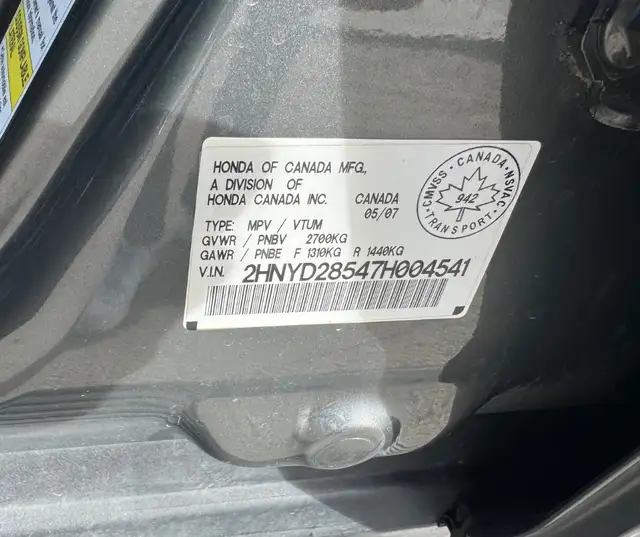 HONDA OF CANADA MFG.,
A DIVISION OF
HONDA CANADA INC. CANADA
05/07
TYPE: MPV / VTUM
GVWR / PNBV 2700KG
GAWR / PNBE F 1310KG R 1440KG
V.I.N. 2HNYD28547H004541
CMVSS · CANADA · NSVAC
942
TRANSPORT